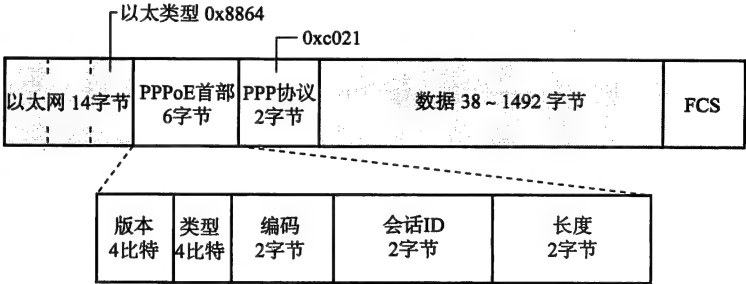 以太类型 0x8864
0xc021
以太网 14字节
PPPoE首部
6字节
PPP协议
2字节
数据 38 ~ 1492 字节
FCS
版本
4比特
类型
4比特
编码
2字节
会话ID
2字节
长度
2字节